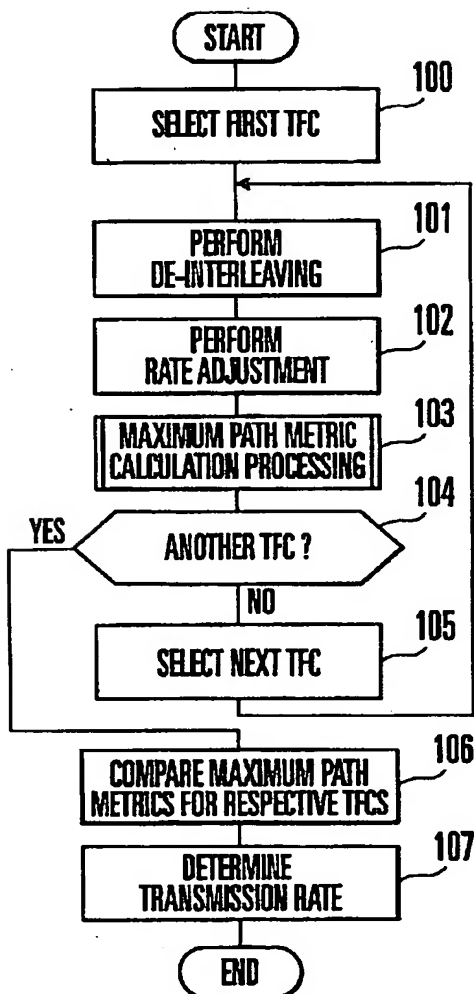 START
100
SELECT FIRST TFC
101
PERFORM
DE-INTERLEAVING
102
PERFORM
RATE ADJUSTMENT
103
MAXIMUM PATH METRIC
CALCULATION PROCESSING
104
YES
ANOTHER TFC ?
NO
105
SELECT NEXT TFC
106
COMPARE MAXIMUM PATH
METRICS FOR RESPECTIVE TFCS
107
DETERMINE
TRANSMISSION RATE
END